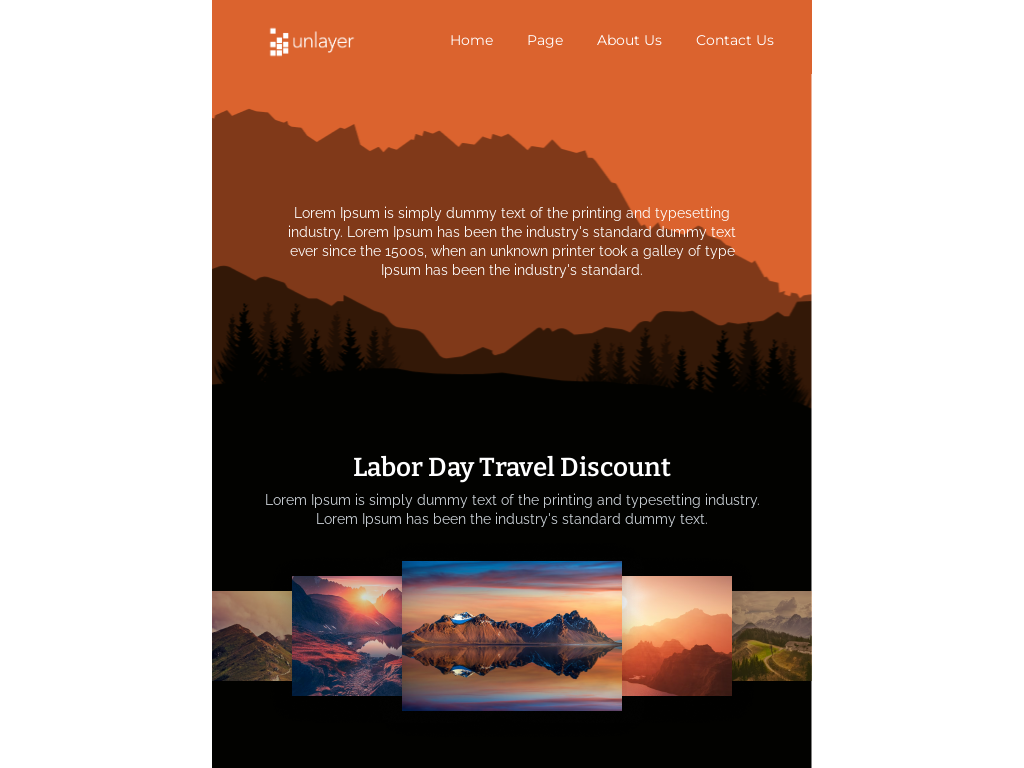 unlayer
Home Page About Us Contact Us
Lorem Ipsum is simply dummy text of the printing and typesetting
industry. Lorem Ipsum has been the industry's standard dummy text
ever since the 1500s, when an unknown printer took a galley of type
Ipsum has been the industry's standard.
Labor Day Travel Discount
Lorem Ipsum is simply dummy text of the printing and typesetting industry.
Lorem Ipsum has been the industry's standard dummy text.